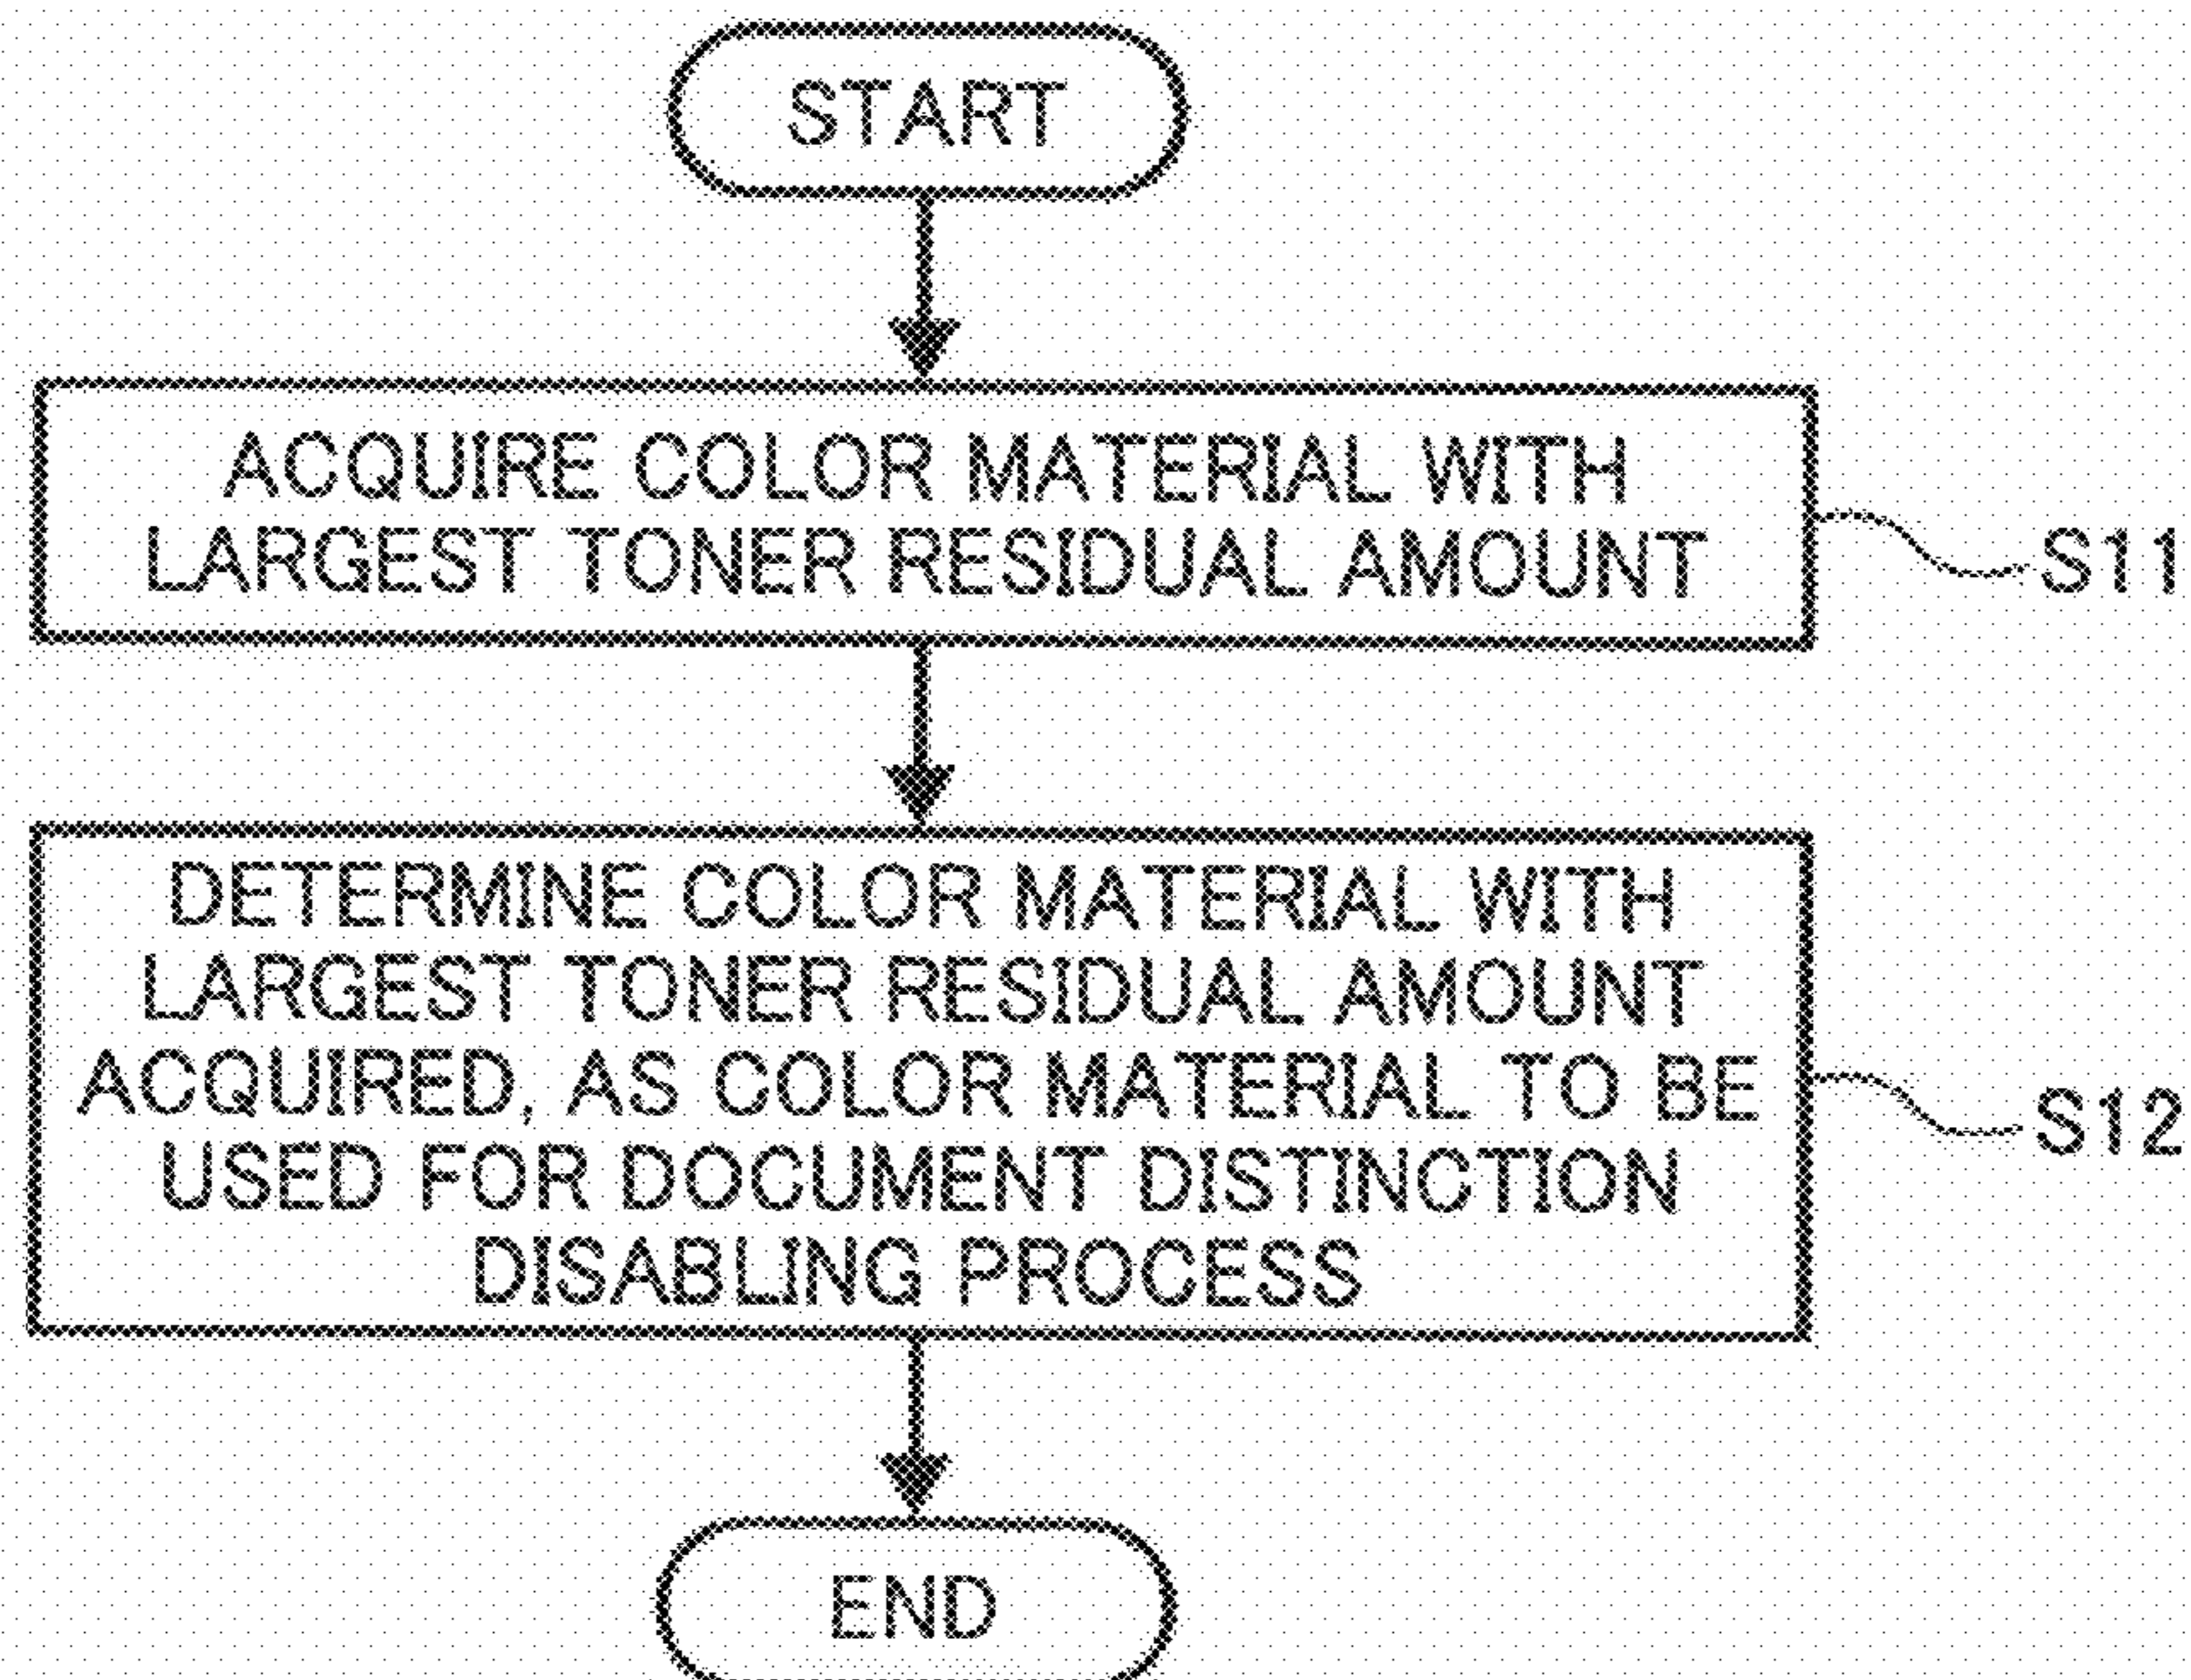 START
ACQUIRE COLOR MATERIAL WITH
LARGEST TONER RESIDUAL AMOUNT
S11
DETERMINE COLOR MATERIAL WITH
LARGEST TONER RESIDUAL AMOUNT
ACQUIRED, AS COLOR MATERIAL TO BE
USED FOR DOCUMENT DISTINCTION
DISABLING PROCESS
S12
END